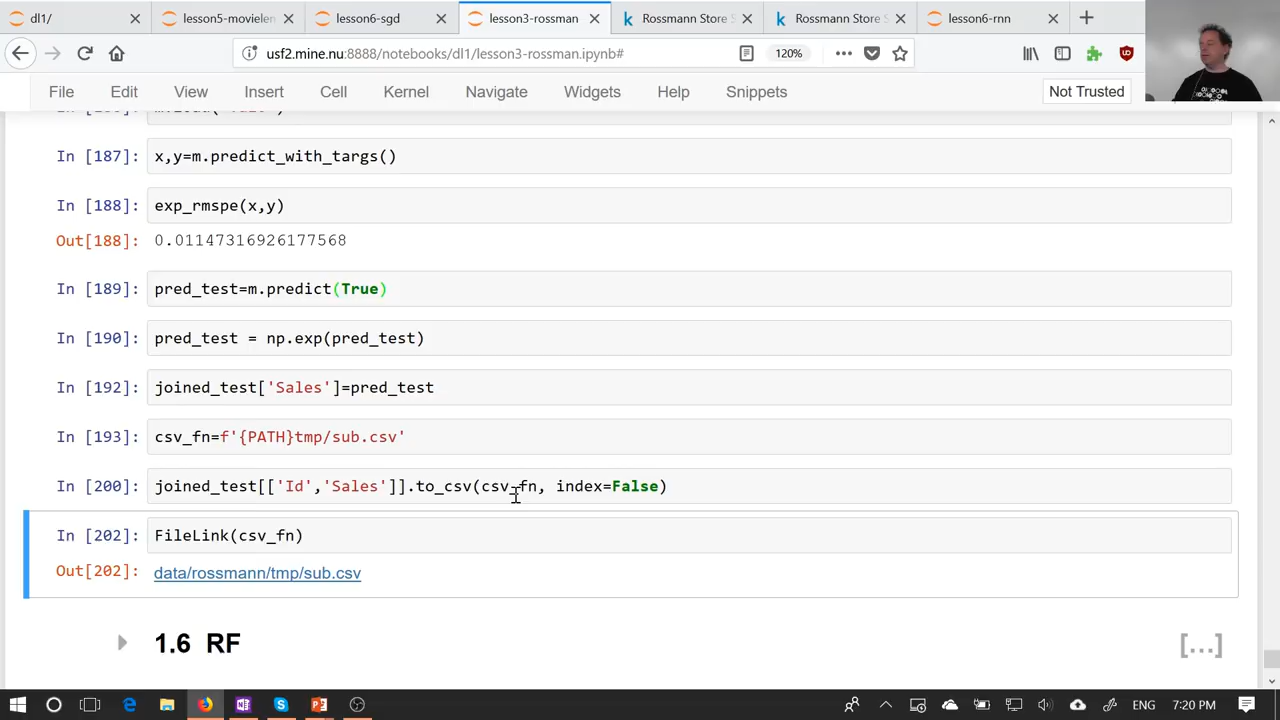 dl1/
lesson5-movielen
lesson6-sgd
lesson3-rossman
Rossmann Store S
Rossmann Store S
lesson6-rnn
usf2.mine.nu:8888/notebooks/dl1/lesson3-rossman.ipynb#
120%
File Edit View Insert Cell Kernel Navigate Widgets Help Snippets
Not Trusted
In [187]: x,y=m.predict_with_targs()
In [188]: exp_rmspe(x,y)
Out[188]: 0.01147316926177568
In [189]: pred_test=m.predict(True)
In [190]: pred_test = np.exp(pred_test)
In [192]: joined_test['Sales']=pred_test
In [193]: csv_fn=f'{PATH}tmp/sub.csv'
In [200]: joined_test[['Id','Sales']].to_csv(csv_fn, index=False)
In [202]: FileLink(csv_fn)
Out[202]: data/rossmann/tmp/sub.csv
1.6 RF
[...]
ENG 7:20 PM